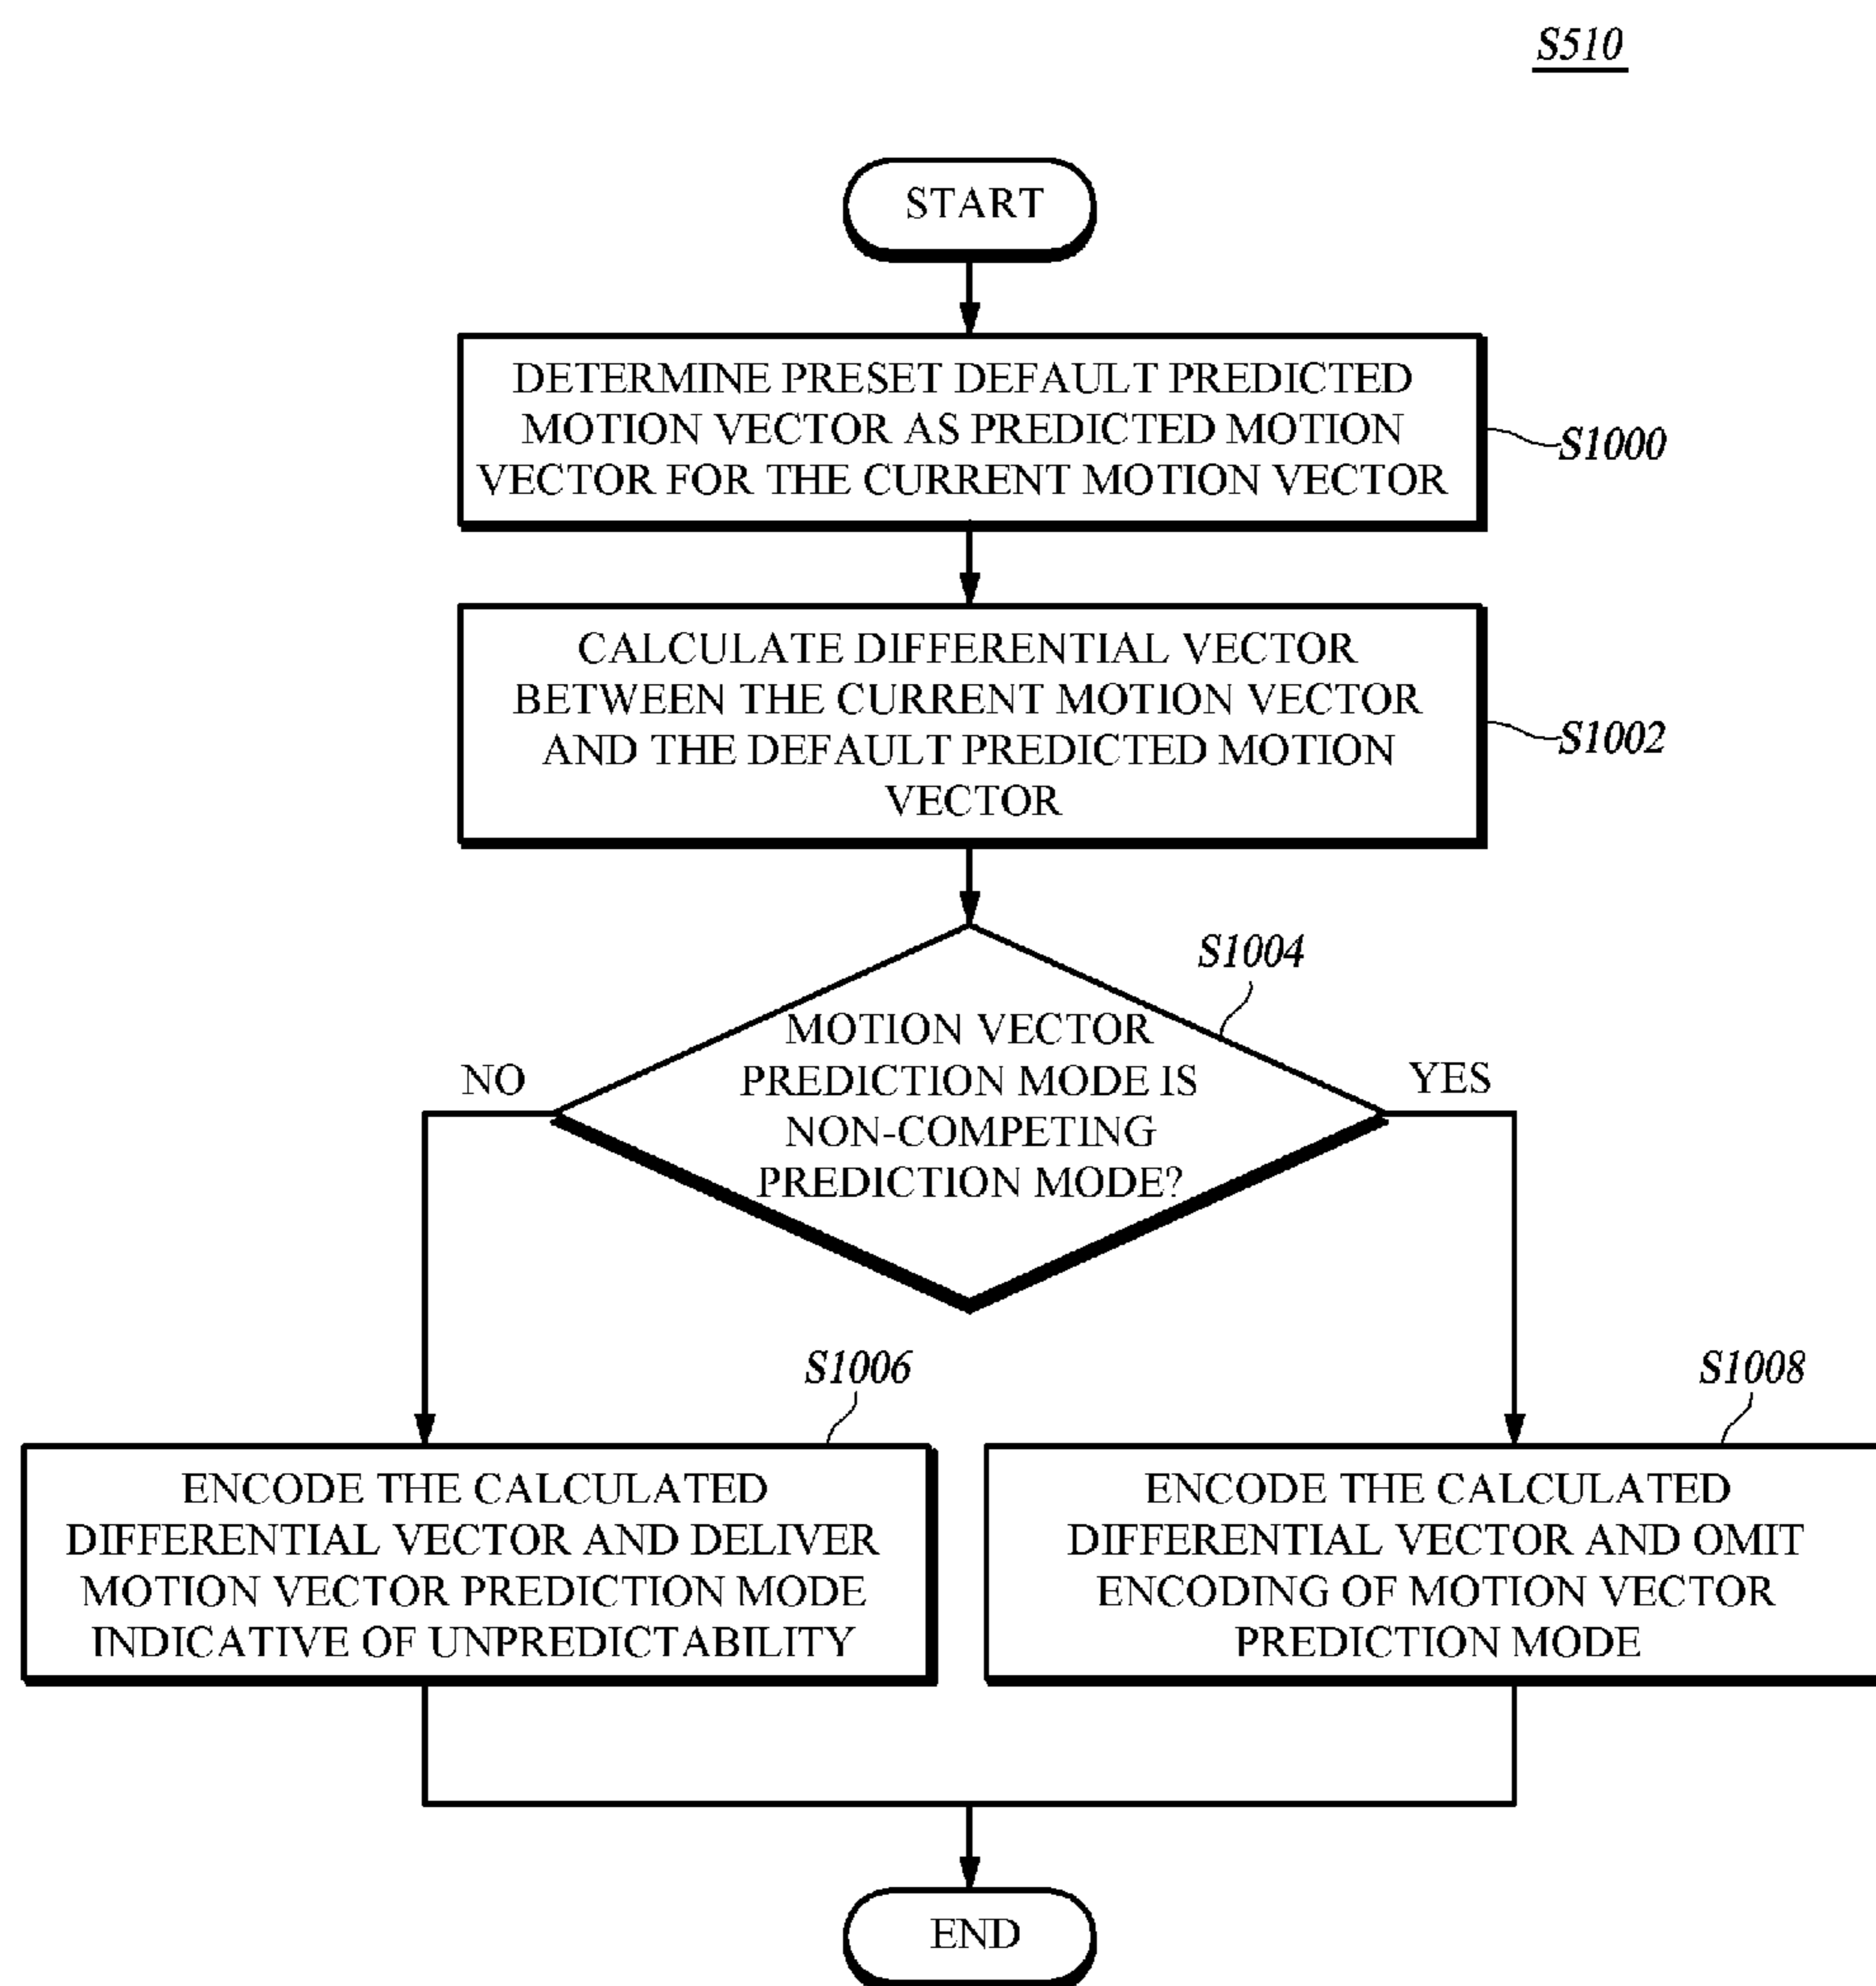 S510
START
DETERMINE PRESET DEFAULT PREDICTED
MOTION VECTOR AS PREDICTED MOTION
VECTOR FOR THE CURRENT MOTION VECTOR
S1000
CALCULATE DIFFERENTIAL VECTOR
BETWEEN THE CURRENT MOTION VECTOR
AND THE DEFAULT PREDICTED MOTION
VECTOR
S1002
S1004
MOTION VECTOR
PREDICTION MODE IS
NON-COMPETING
PREDICTION MODE?
NO
YES
S1006
ENCODE THE CALCULATED
DIFFERENTIAL VECTOR AND DELIVER
MOTION VECTOR PREDICTION MODE
INDICATIVE OF UNPREDICTABILITY
S1008
ENCODE THE CALCULATED
DIFFERENTIAL VECTOR AND OMIT
ENCODING OF MOTION VECTOR
PREDICTION MODE
END